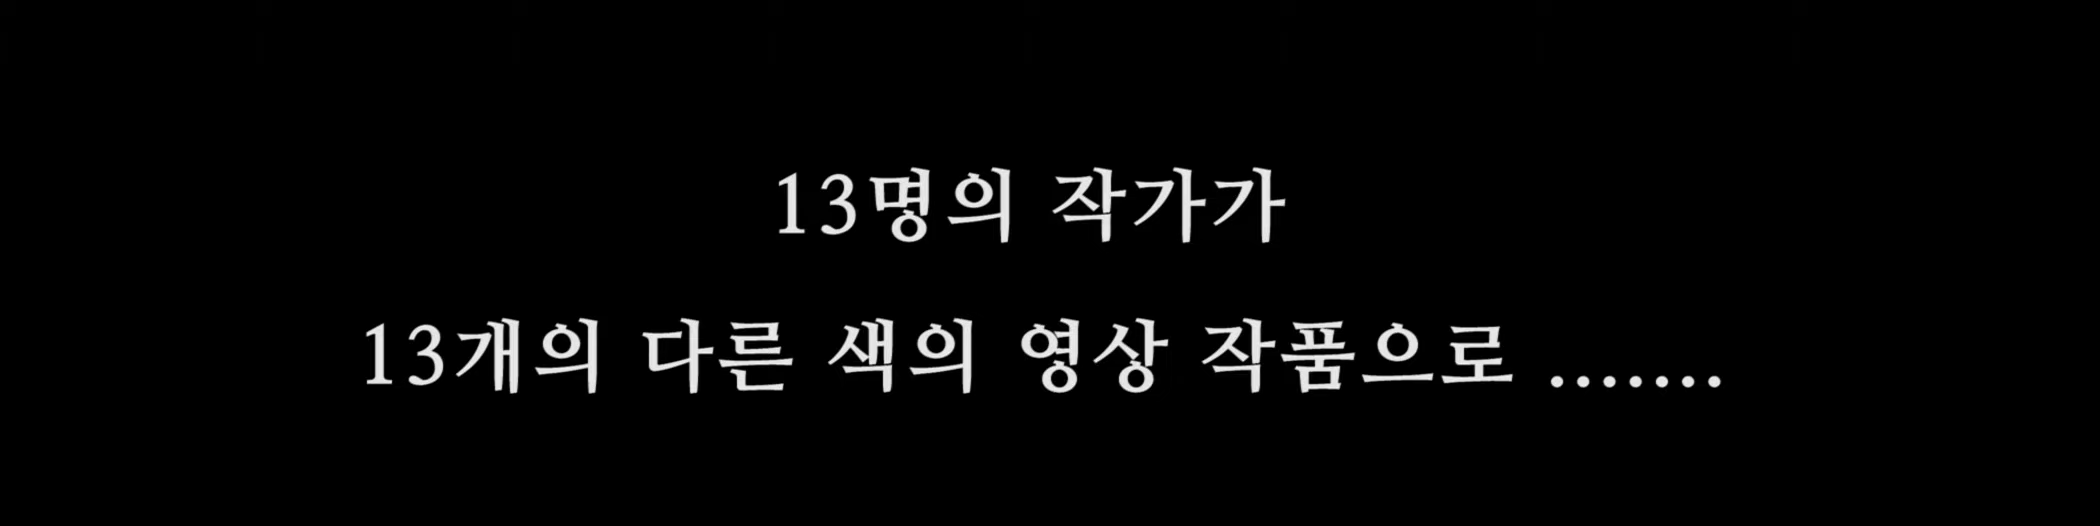 13명의 작가가
13개의 다른 색의 영상 작품으로 .......